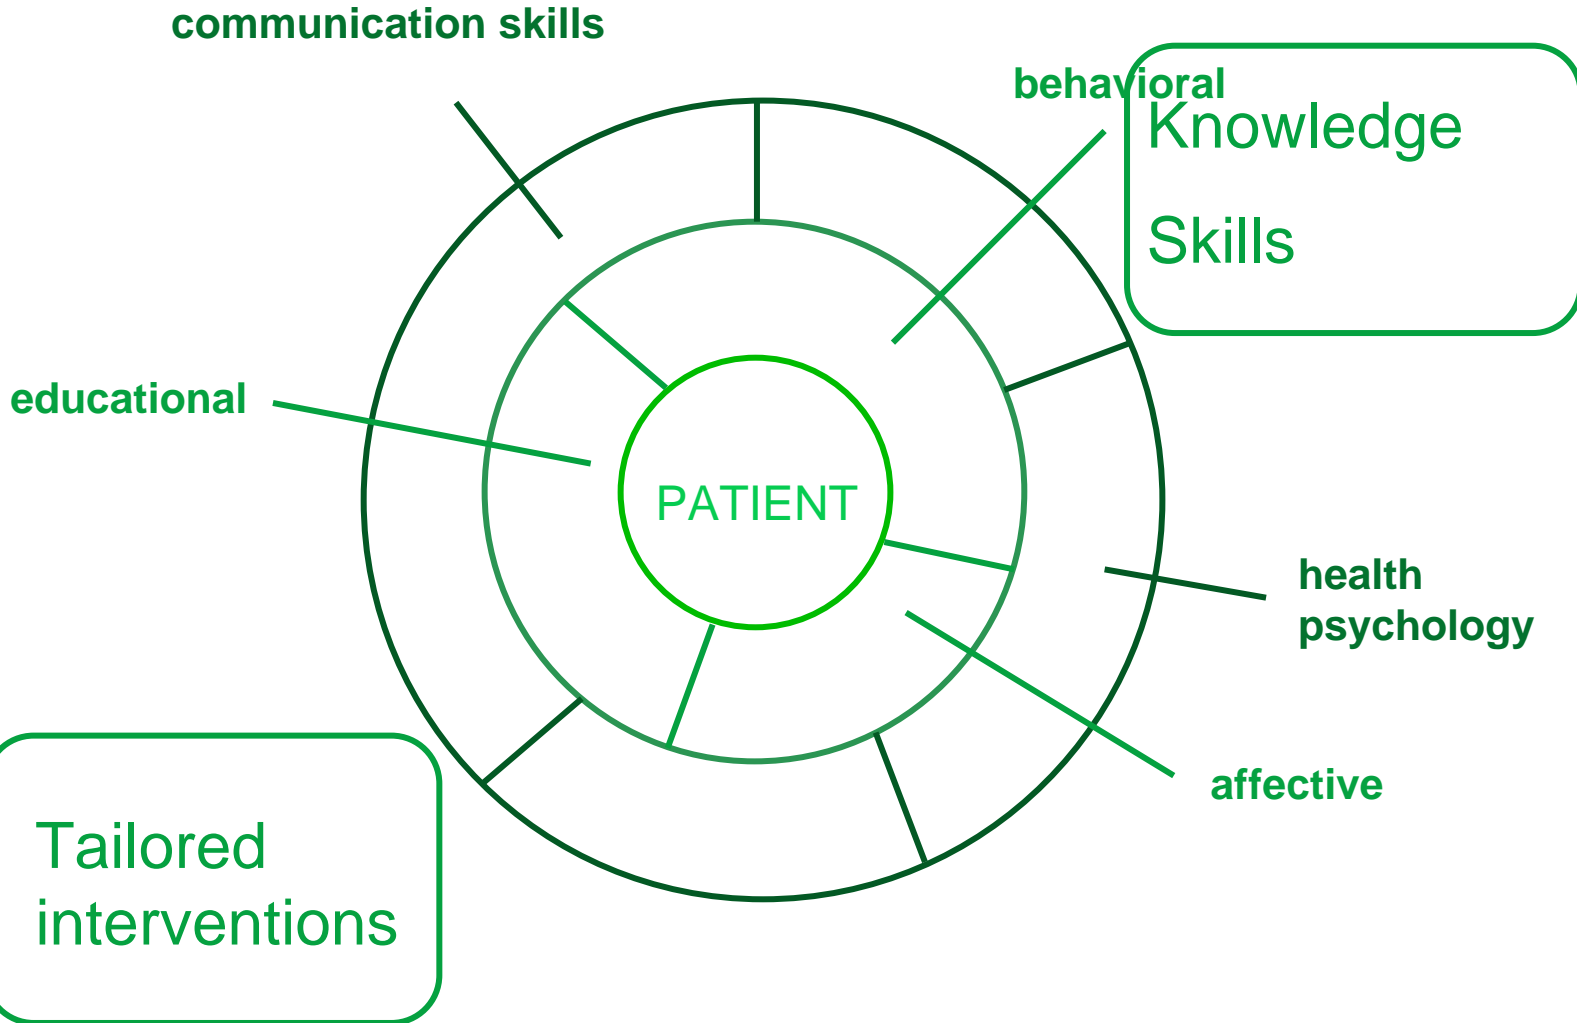 communication skills
behavioral
Knowledge
Skills
educational
PATIENT
health
psychology
affective
Tailored
interventions